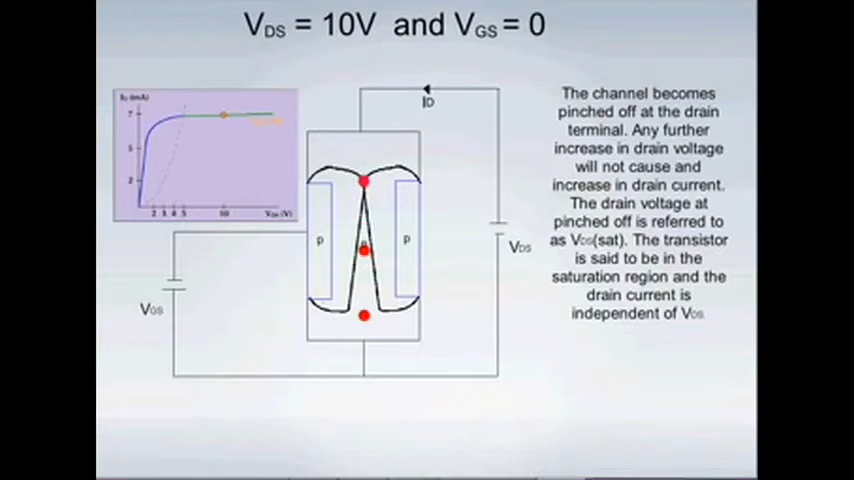 VDS = 10V and VGS = 0
ID (mA)
7
5
2
2 3 4 5 10 VDS (V)
ID
p
n
p
VGS
VDS
The channel becomes
pinched off at the drain
terminal. Any further
increase in drain voltage
will not cause and
increase in drain current.
The drain voltage at
pinched off is referred to
as VDS(sat). The transistor
is said to be in the
saturation region and the
drain current is
independent of VDS.